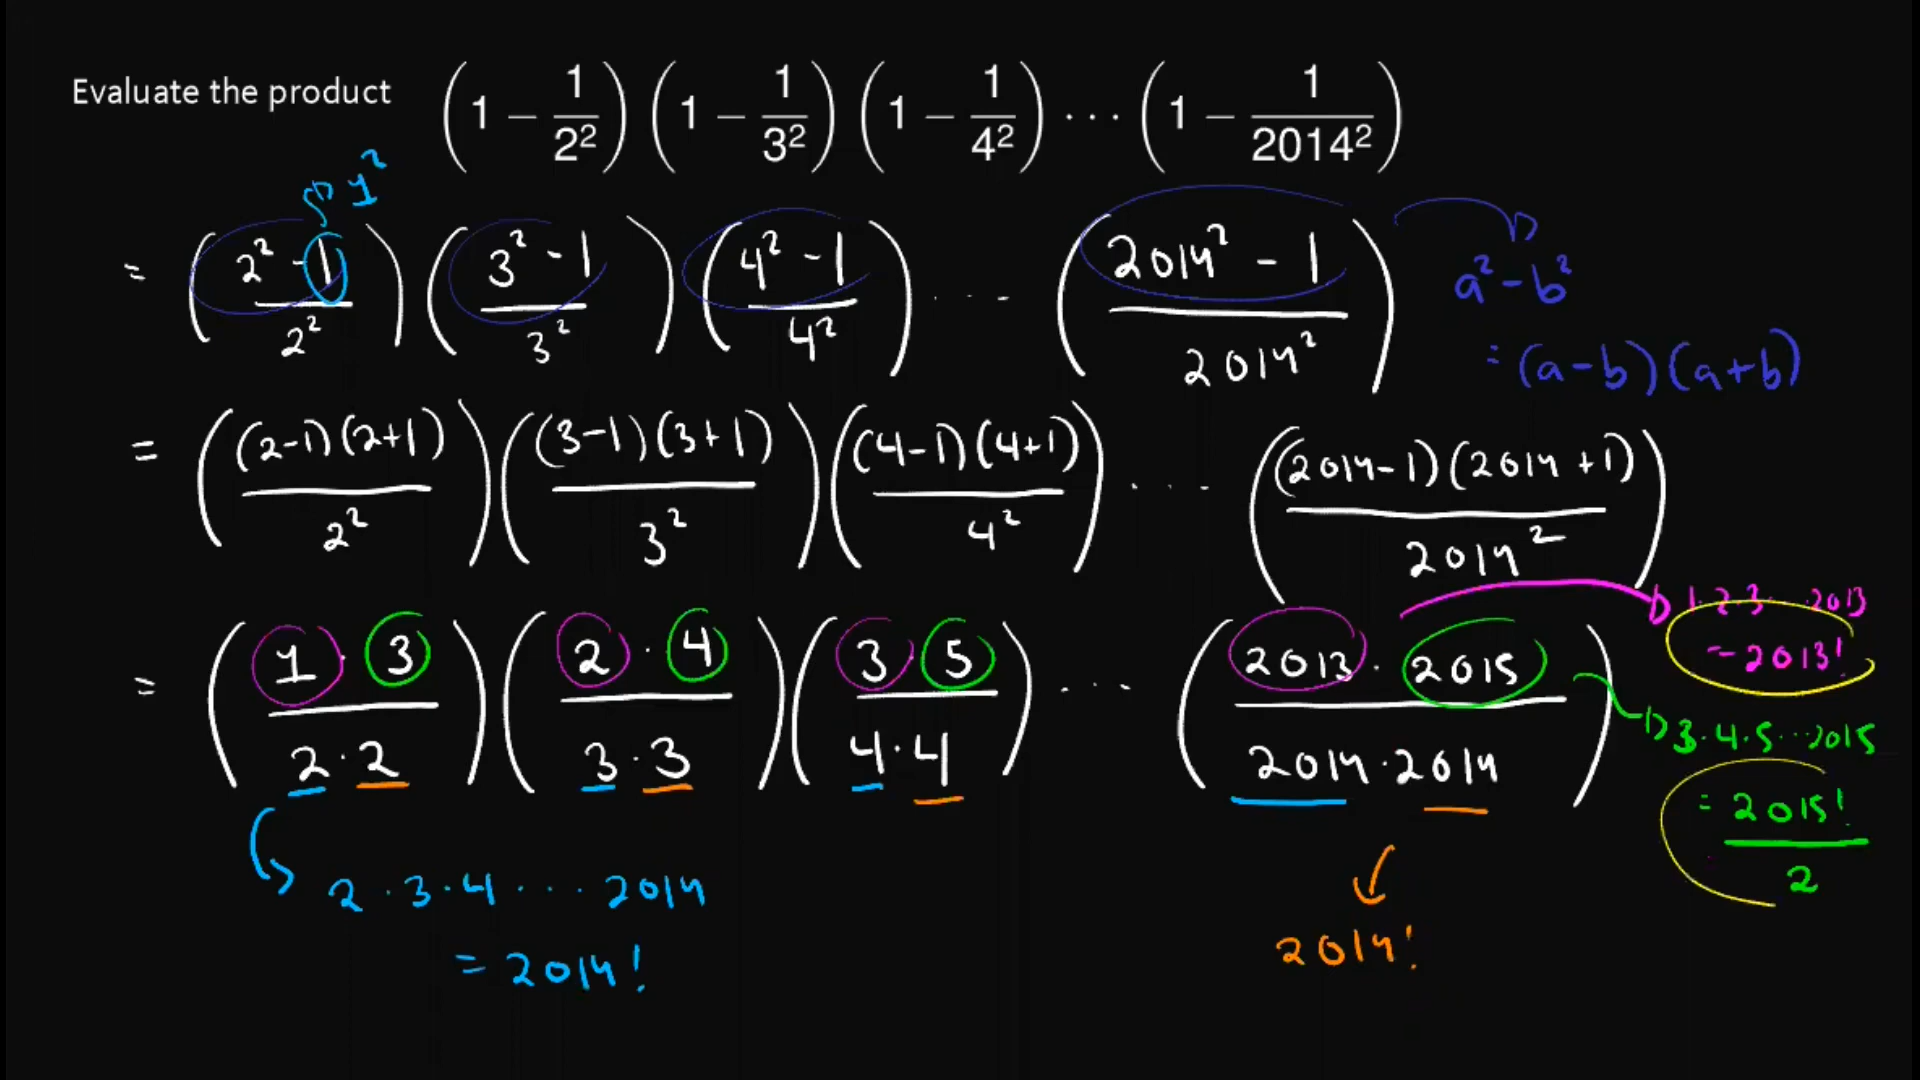 Evaluate the product (1 − 1/2²) (1 − 1/3²) (1 − 1/4²) ⋯ (1 − 1/2014²)
1²
= ((2² - 1)/2²) ((3² - 1)/3²) ((4² - 1)/4²) ···· ((2014² - 1)/2014²)
a² - b²
= (a - b)(a + b)
= ((2-1)(2+1)/2²) ((3-1)(3+1)/3²) ((4-1)(4+1)/4²) ···· ((2014-1)(2014+1)/2014²)
1·2·3···2013
= 2013!
= (1·3/2·2) (2·4/3·3) (3·5/4·4) ···· (2013·2015/2014·2014)
3·4·5···2015
= 2015!/2
2·3·4····2014
= 2014!
2014!